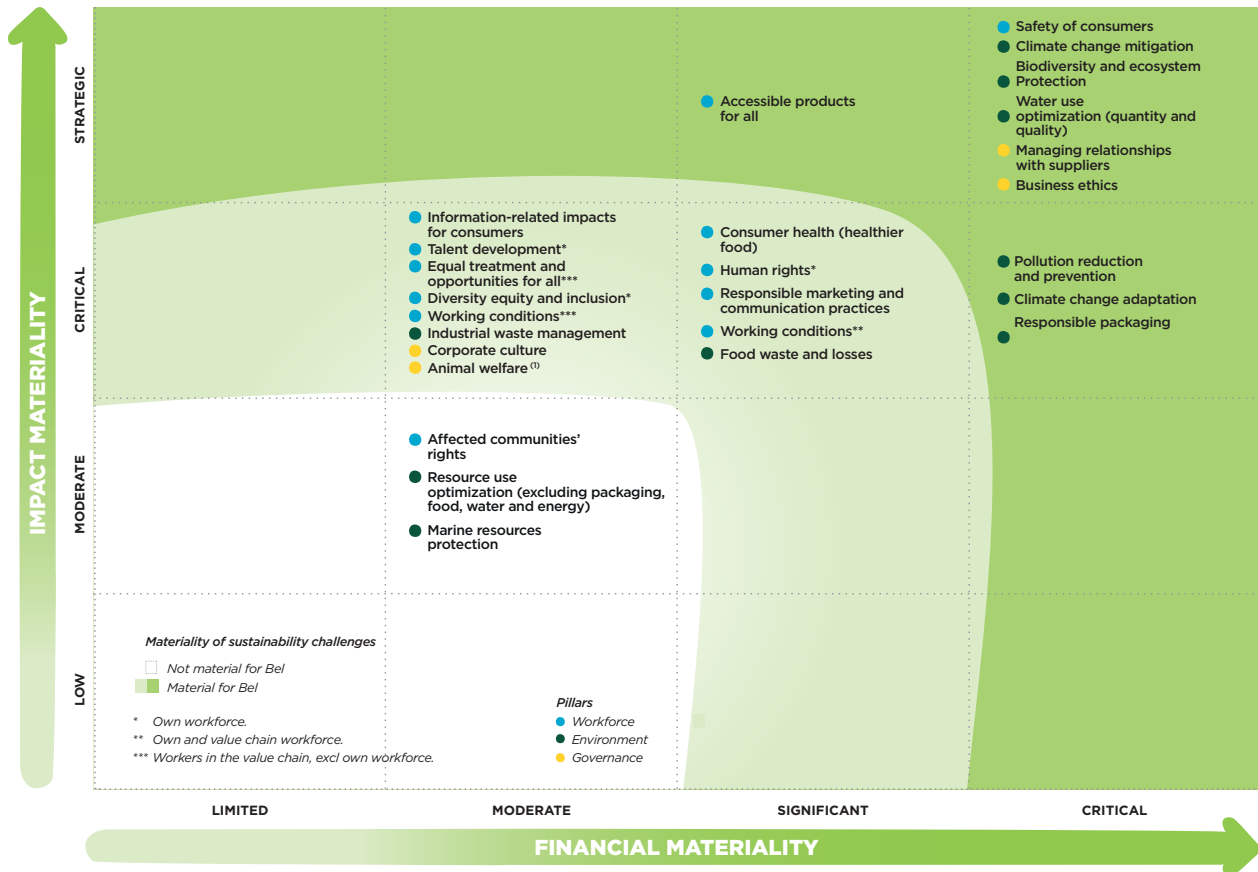 IMPACT MATERIALITY
STRATEGIC
CRITICAL
MODERATE
LOW
Safety of consumers
Climate change mitigation
Biodiversity and ecosystem
Protection
Water use
optimization (quantity and
quality)
Managing relationships
with suppliers
Business ethics
Accessible products
for all
Information-related impacts
for consumers
Talent development*
Equal treatment and
opportunities for all***
Diversity equity and inclusion*
Working conditions***
Industrial waste management
Corporate culture
Animal welfare (1)
Consumer health (healthier
food)
Human rights*
Responsible marketing and
communication practices
Working conditions**
Food waste and losses
Pollution reduction
and prevention
Climate change adaptation
Responsible packaging
Affected communities'
rights
Resource use
optimization (excluding packaging,
food, water and energy)
Marine resources
protection
Materiality of sustainability challenges
Not material for Bel
Material for Bel
* Own workforce.
** Own and value chain workforce.
*** Workers in the value chain, excl own workforce.
Pillars
Workforce
Environment
Governance
LIMITED
MODERATE
SIGNIFICANT
CRITICAL
FINANCIAL MATERIALITY